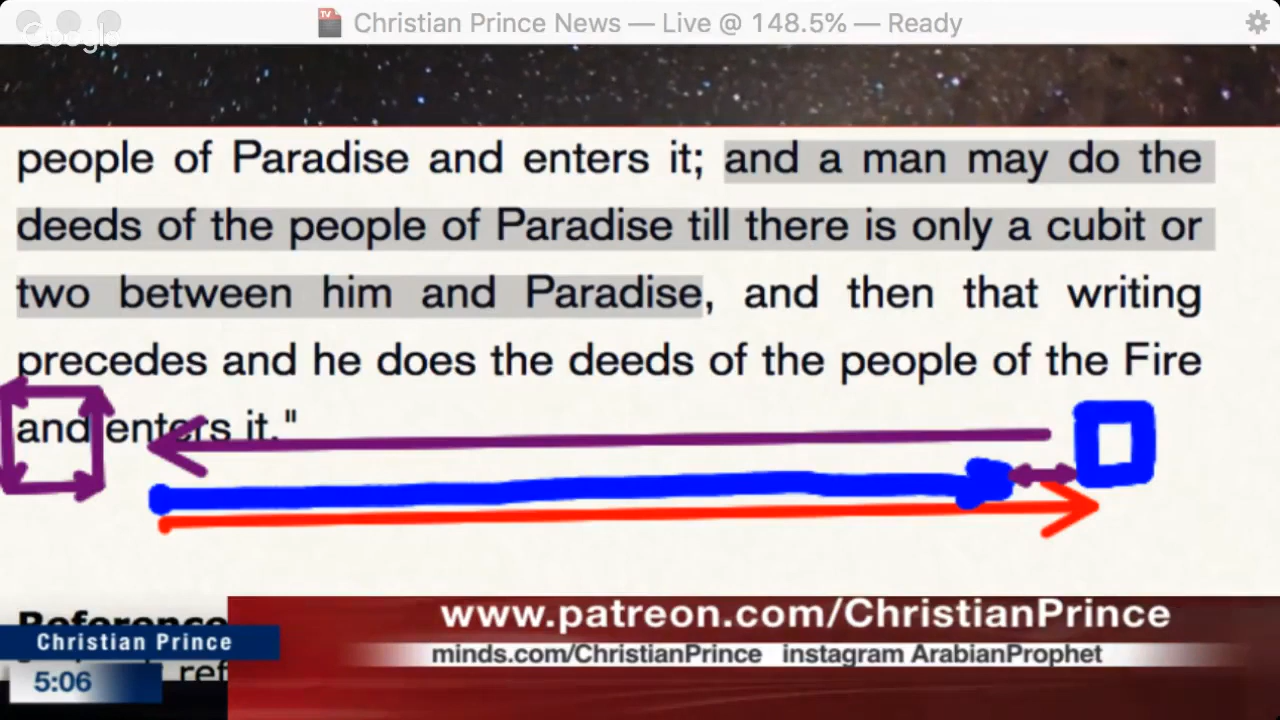 Christian Prince News — Live @ 148.5% — Ready
Google
people of Paradise and enters it; and a man may do the
deeds of the people of Paradise till there is only a cubit or
two between him and Paradise, and then that writing
precedes and he does the deeds of the people of the Fire
and enters it."
Reference
www.patreon.com/ChristianPrince
Christian Prince
minds.com/ChristianPrince instagram ArabianProphet
5:06
ref